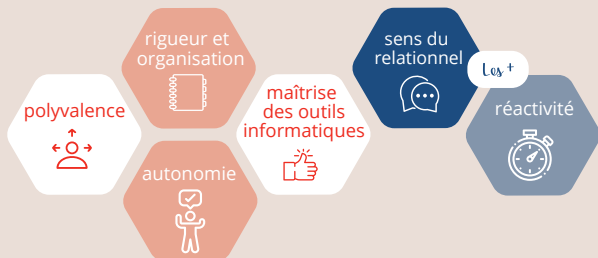 polyvalence
rigueur et
organisation
autonomie
maîtrise
des outils
informatiques
sens du
relationnel
Les +
réactivité